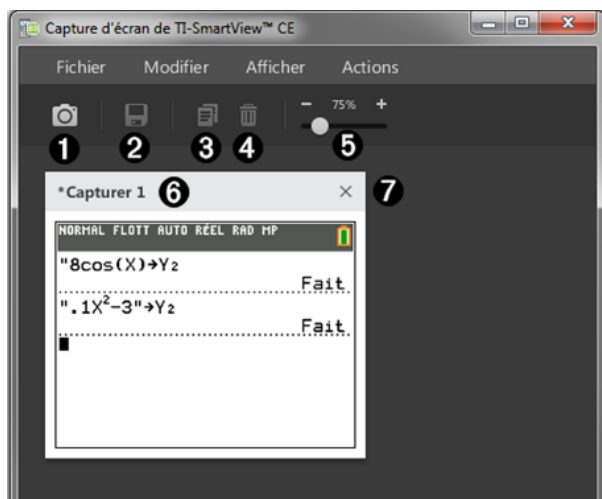 Capture d'écran de TI-SmartView™ CE
Fichier Modifier Afficher Actions
− 75% +
1 2 3 4 5
*Capturer 1 6 × 7
NORMAL FLOTT AUTO RÉEL RAD MP
"8cos(X)→Y₂
Fait
".1X²−3"→Y₂
Fait